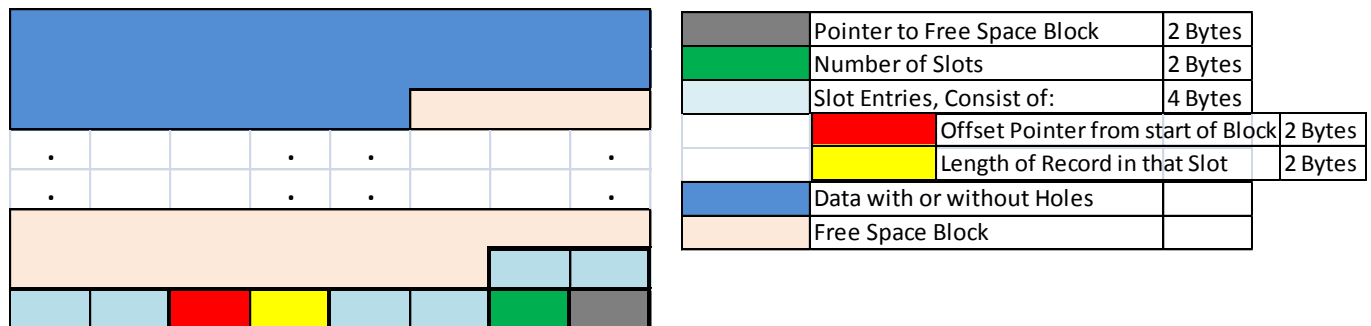 Pointer to Free Space Block 2 Bytes
Number of Slots 2 Bytes
Slot Entries, Consist of: 4 Bytes
Offset Pointer from start of Block 2 Bytes
Length of Record in that Slot 2 Bytes
Data with or without Holes
Free Space Block